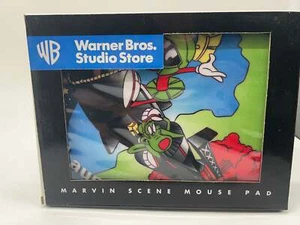 WB
Warner Bros.
Studio Store
MARVIN SCENE MOUSE PAD